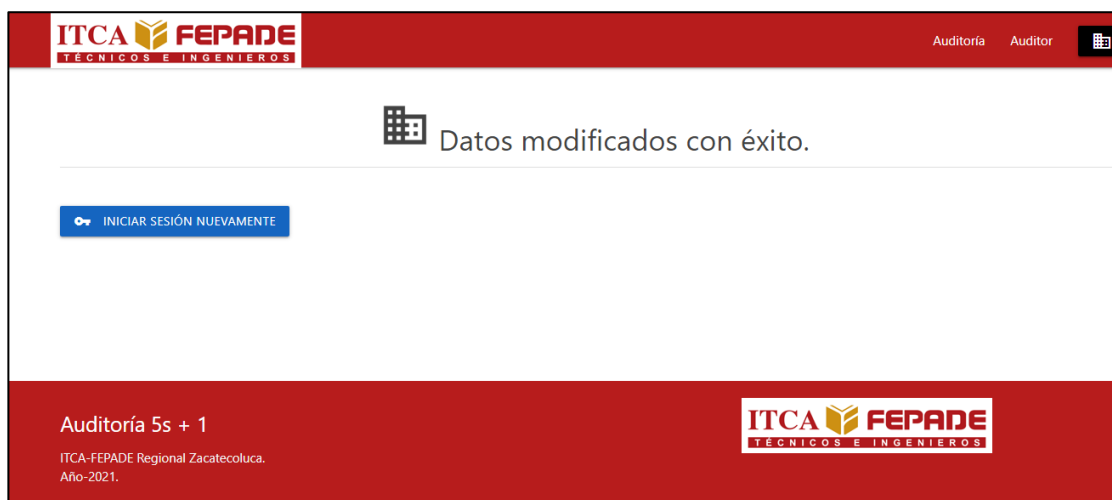 ITCA FEPADE
TÉCNICOS E INGENIEROS
Auditoría Auditor
Datos modificados con éxito.
INICIAR SESIÓN NUEVAMENTE
Auditoría 5s + 1
ITCA-FEPADE Regional Zacatecoluca.
Año-2021.
ITCA FEPADE
TÉCNICOS E INGENIEROS